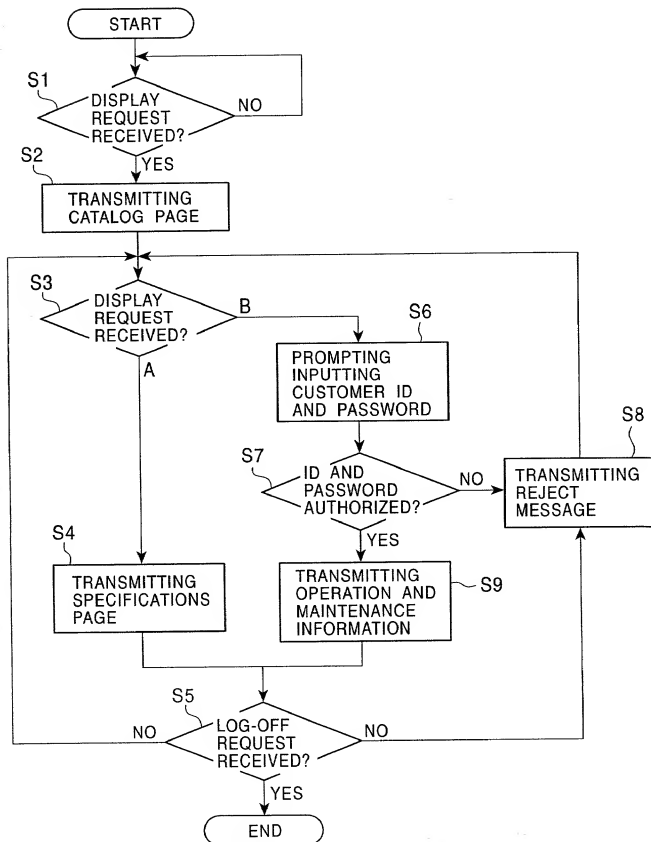 START
S1
DISPLAY
REQUEST
RECEIVED?
NO
YES
S2
TRANSMITTING
CATALOG PAGE
S3
DISPLAY
REQUEST
RECEIVED?
B
A
S6
PROMPTING
INPUTTING
CUSTOMER ID
AND PASSWORD
S7
ID AND
PASSWORD
AUTHORIZED?
NO
YES
S8
TRANSMITTING
REJECT
MESSAGE
S4
TRANSMITTING
SPECIFICATIONS
PAGE
TRANSMITTING
OPERATION AND
MAINTENANCE
INFORMATION
S9
S5
LOG-OFF
REQUEST
RECEIVED?
NO
NO
YES
END